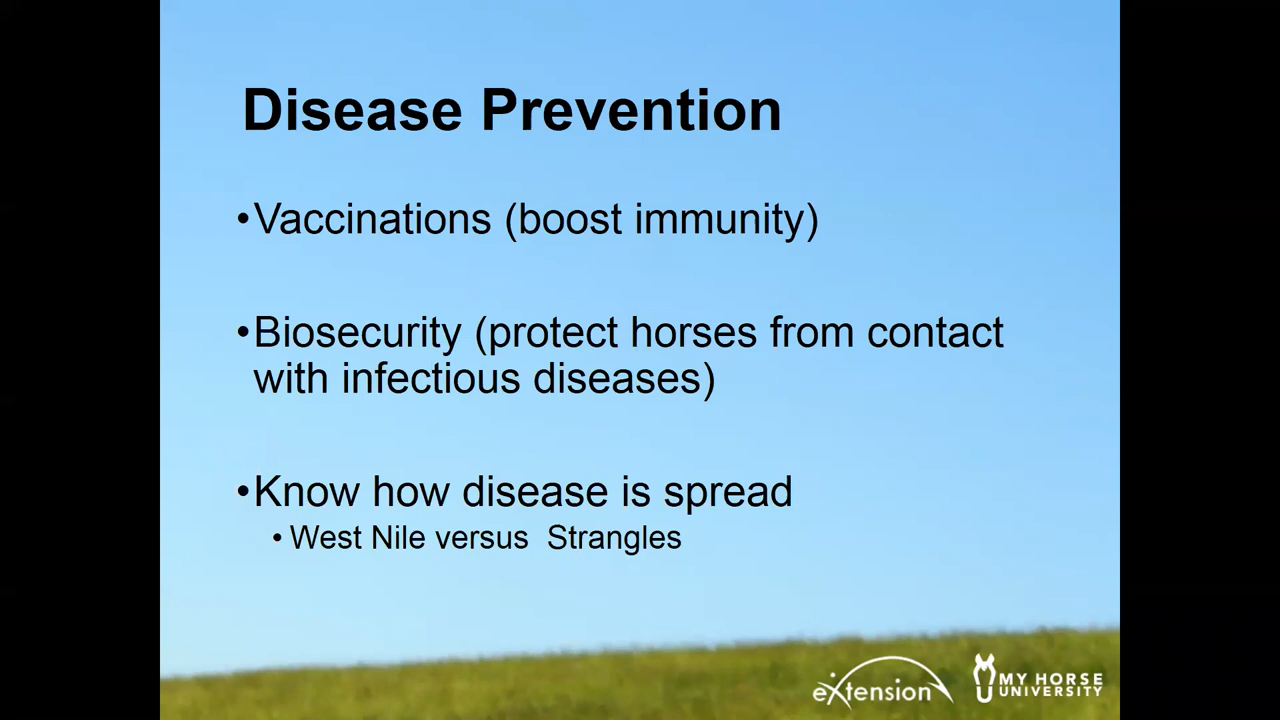 Disease Prevention
•Vaccinations (boost immunity)
•Biosecurity (protect horses from contact
with infectious diseases)
•Know how disease is spread
• West Nile versus  Strangles
eXtension
MY HORSE
UNIVERSITY